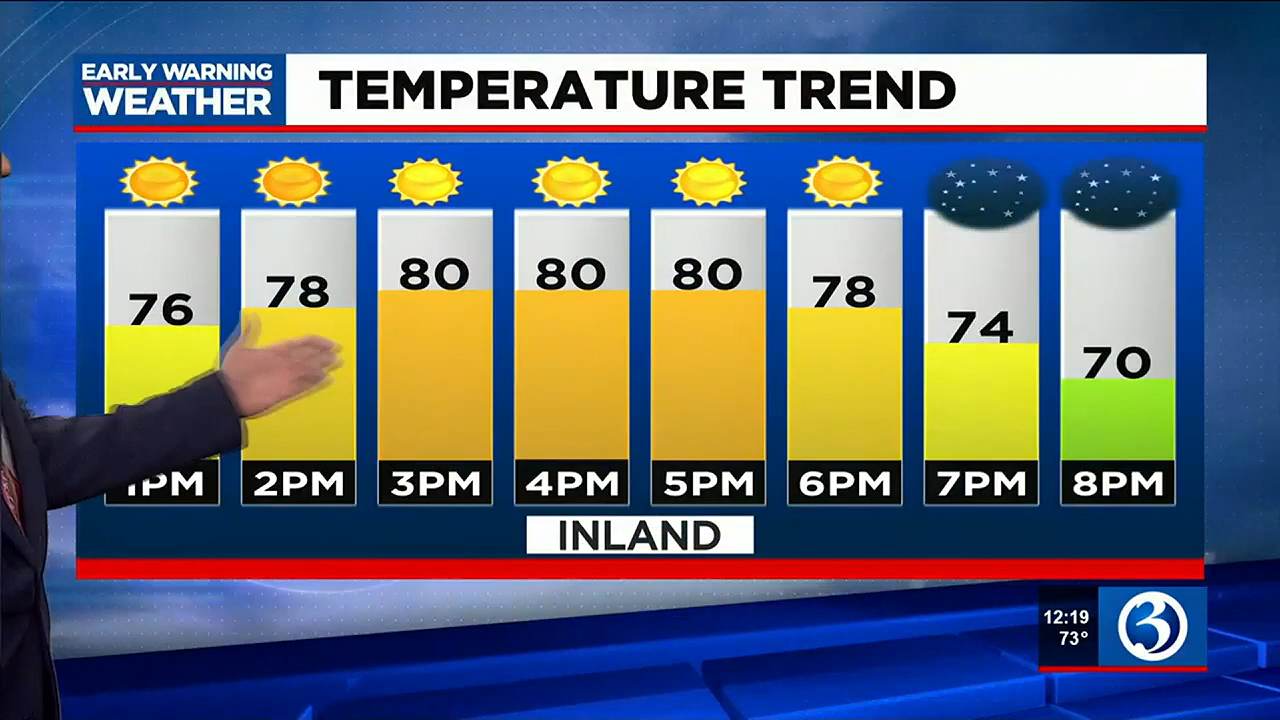 EARLY WARNING
WEATHER
TEMPERATURE TREND
76 78 80 80 80 78 74 70
1PM 2PM 3PM 4PM 5PM 6PM 7PM 8PM
INLAND
12:19
73°
3